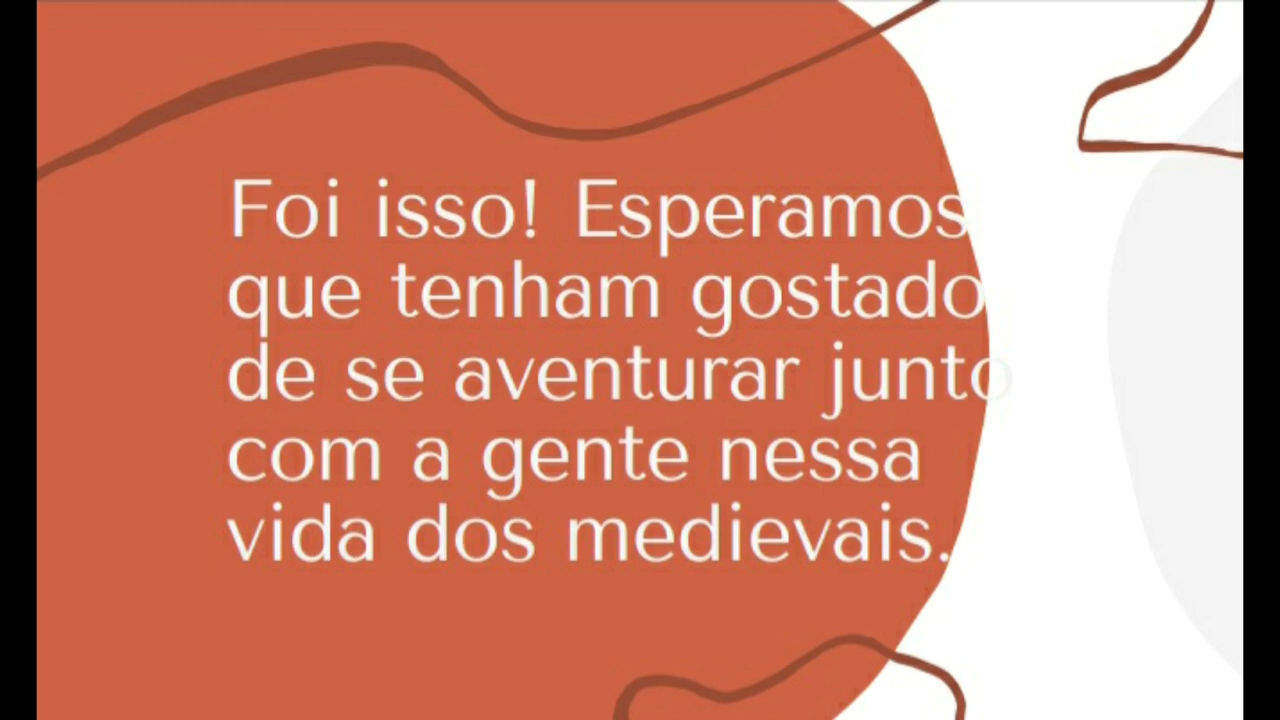 Foi isso! Esperamos
que tenham gostado
de se aventurar junto
com a gente nessa
vida dos medievais.